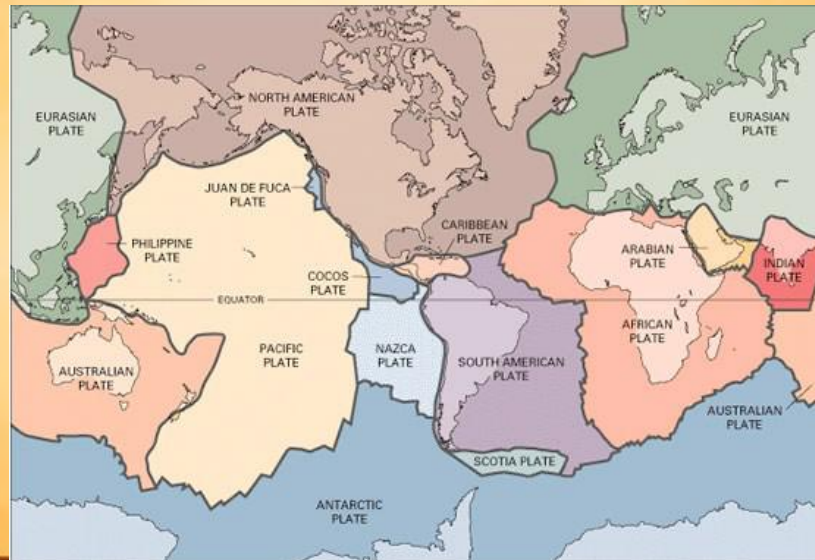 NORTH AMERICAN
PLATE
EURASIAN
PLATE
EURASIAN
PLATE
JUAN DE FUCA
PLATE
CARIBBEAN
PLATE
PHILIPPINE
PLATE
ARABIAN
PLATE
INDIAN
PLATE
COCOS
PLATE
EQUATOR
AFRICAN
PLATE
PACIFIC
PLATE
NAZCA
PLATE
SOUTH AMERICAN
PLATE
AUSTRALIAN
PLATE
AUSTRALIAN
PLATE
SCOTIA PLATE
ANTARCTIC
PLATE